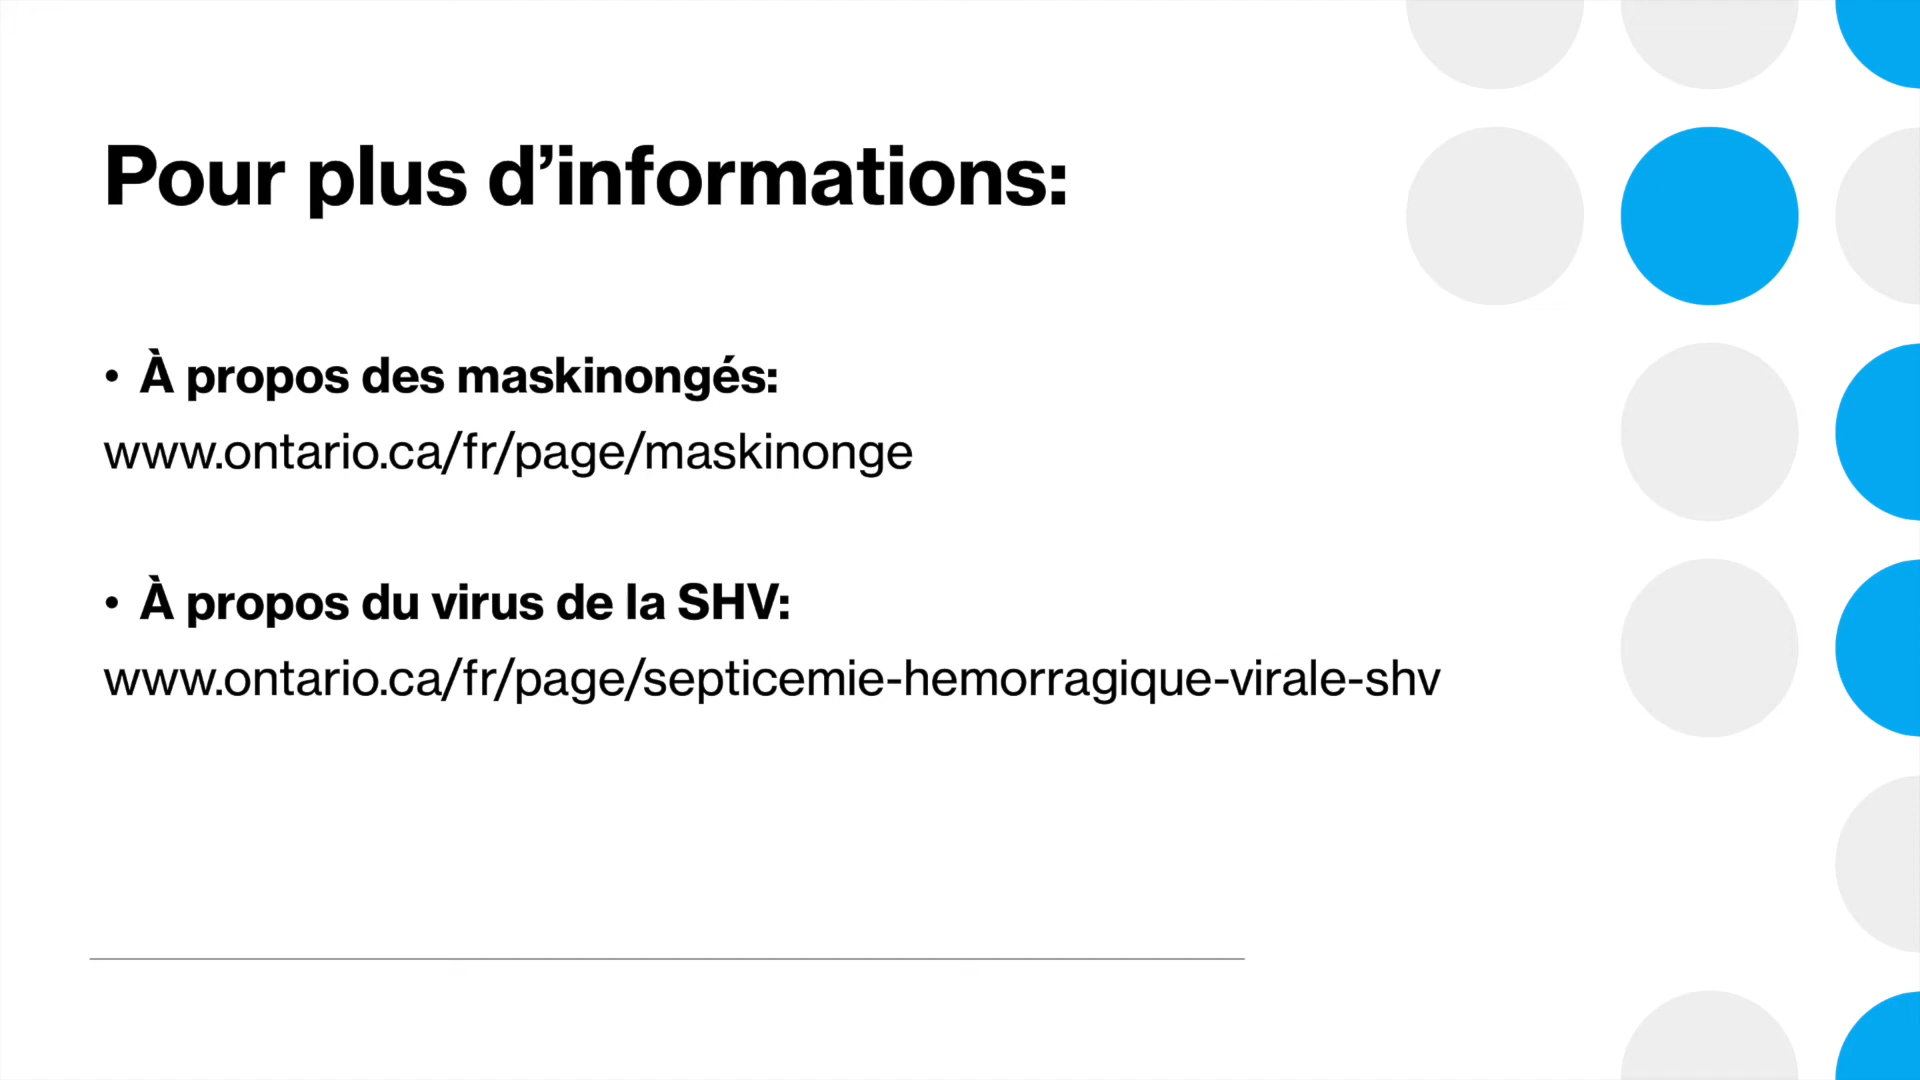 Pour plus d’informations:
• À propos des maskinongés:
www.ontario.ca/fr/page/maskinonge
• À propos du virus de la SHV:
www.ontario.ca/fr/page/septicemie-hemorragique-virale-shv